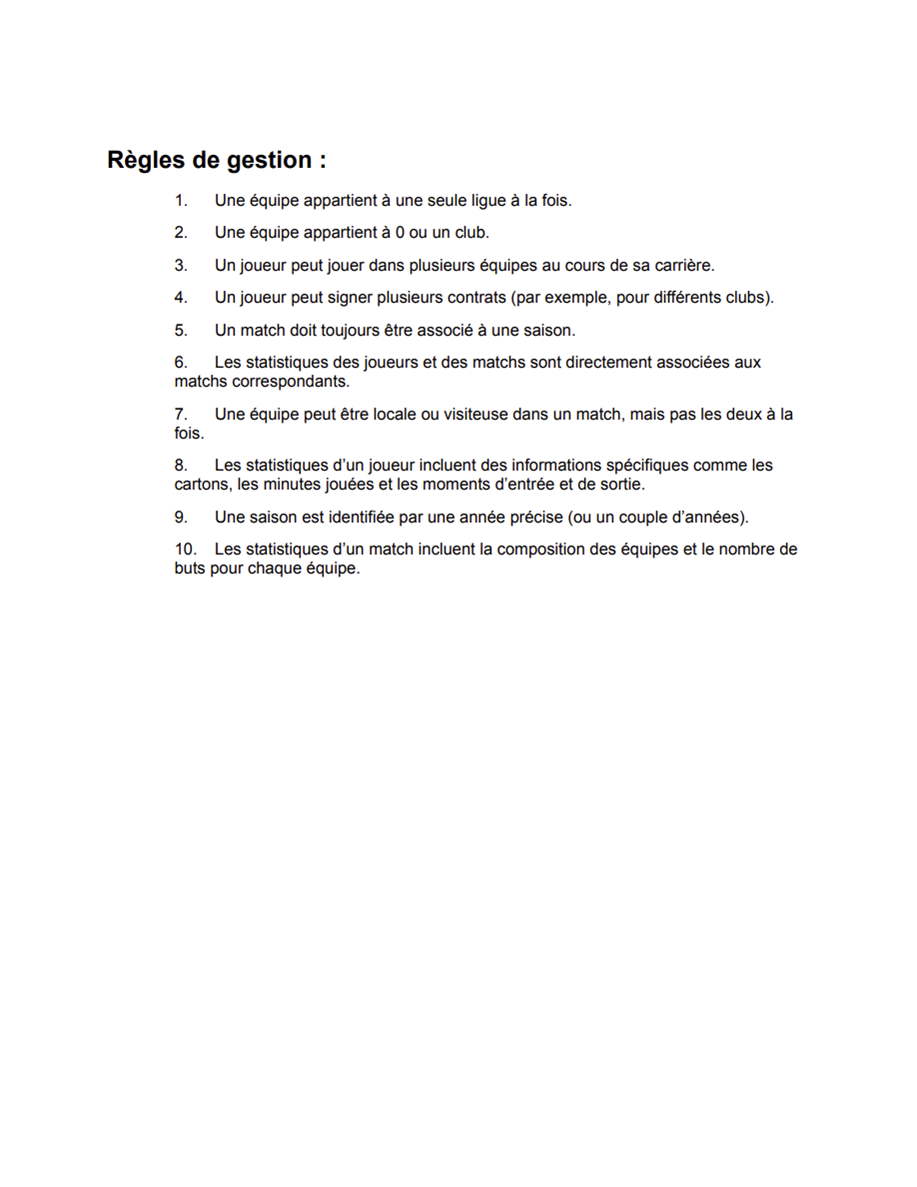 Règles de gestion :
1. Une équipe appartient à une seule ligue à la fois.
2. Une équipe appartient à 0 ou un club.
3. Un joueur peut jouer dans plusieurs équipes au cours de sa carrière.
4. Un joueur peut signer plusieurs contrats (par exemple, pour différents clubs).
5. Un match doit toujours être associé à une saison.
6. Les statistiques des joueurs et des matchs sont directement associées aux
matchs correspondants.
7. Une équipe peut être locale ou visiteuse dans un match, mais pas les deux à la
fois.
8. Les statistiques d’un joueur incluent des informations spécifiques comme les
cartons, les minutes jouées et les moments d’entrée et de sortie.
9. Une saison est identifiée par une année précise (ou un couple d’années).
10. Les statistiques d’un match incluent la composition des équipes et le nombre de
buts pour chaque équipe.